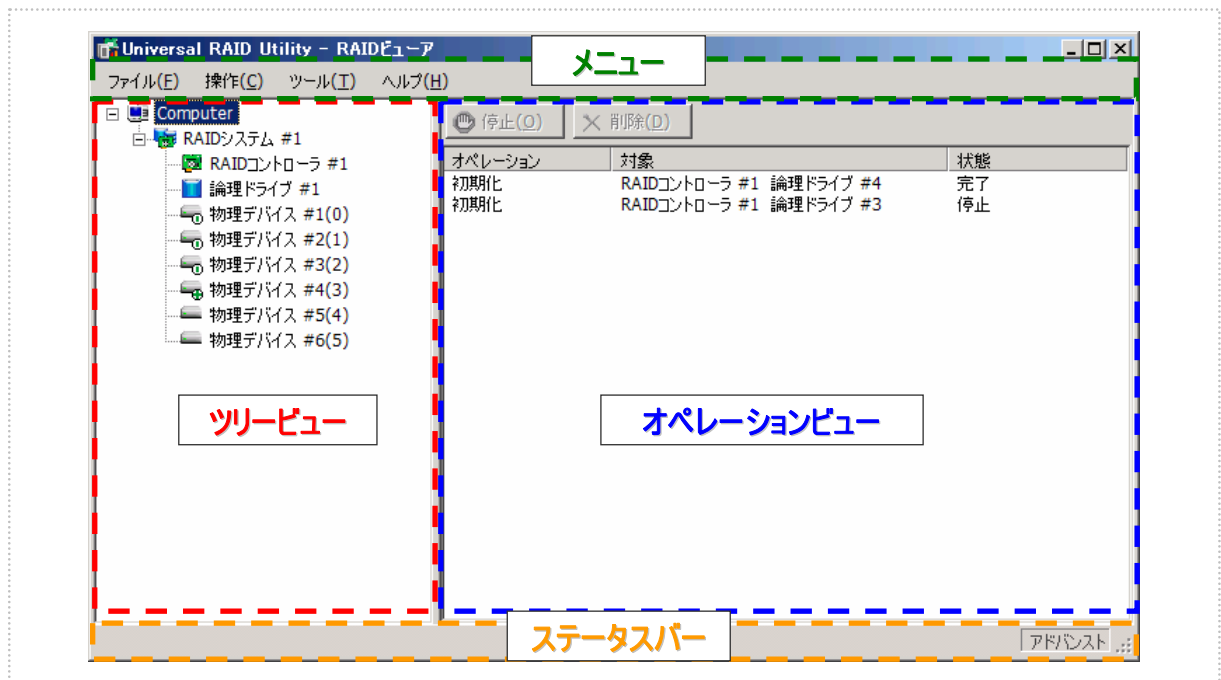 Universal RAID Utility - RAIDビューア
メニュー
ファイル(F) 操作(C) ツール(T) ヘルプ(H)
Computer
RAIDシステム #1
RAIDコントローラ #1
論理ドライブ #1
物理デバイス #1(0)
物理デバイス #2(1)
物理デバイス #3(2)
物理デバイス #4(3)
物理デバイス #5(4)
物理デバイス #6(5)
ツリービュー
停止(O) 削除(D)
オペレーション 対象 状態
初期化 RAIDコントローラ #1 論理ドライブ #4 完了
初期化 RAIDコントローラ #1 論理ドライブ #3 停止
オペレーションビュー
ステータスバー
アドバンスト